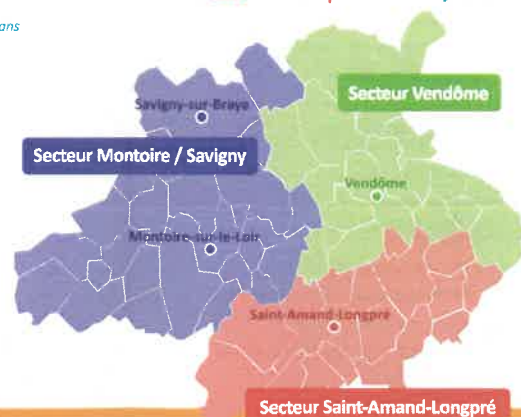 ans
Secteur Vendôme
Savigny-sur-Braye
Secteur Montoire / Savigny
Vendôme
Montoire-sur-le-Loir
Saint-Amand-Longpré
Secteur Saint-Amand-Longpré